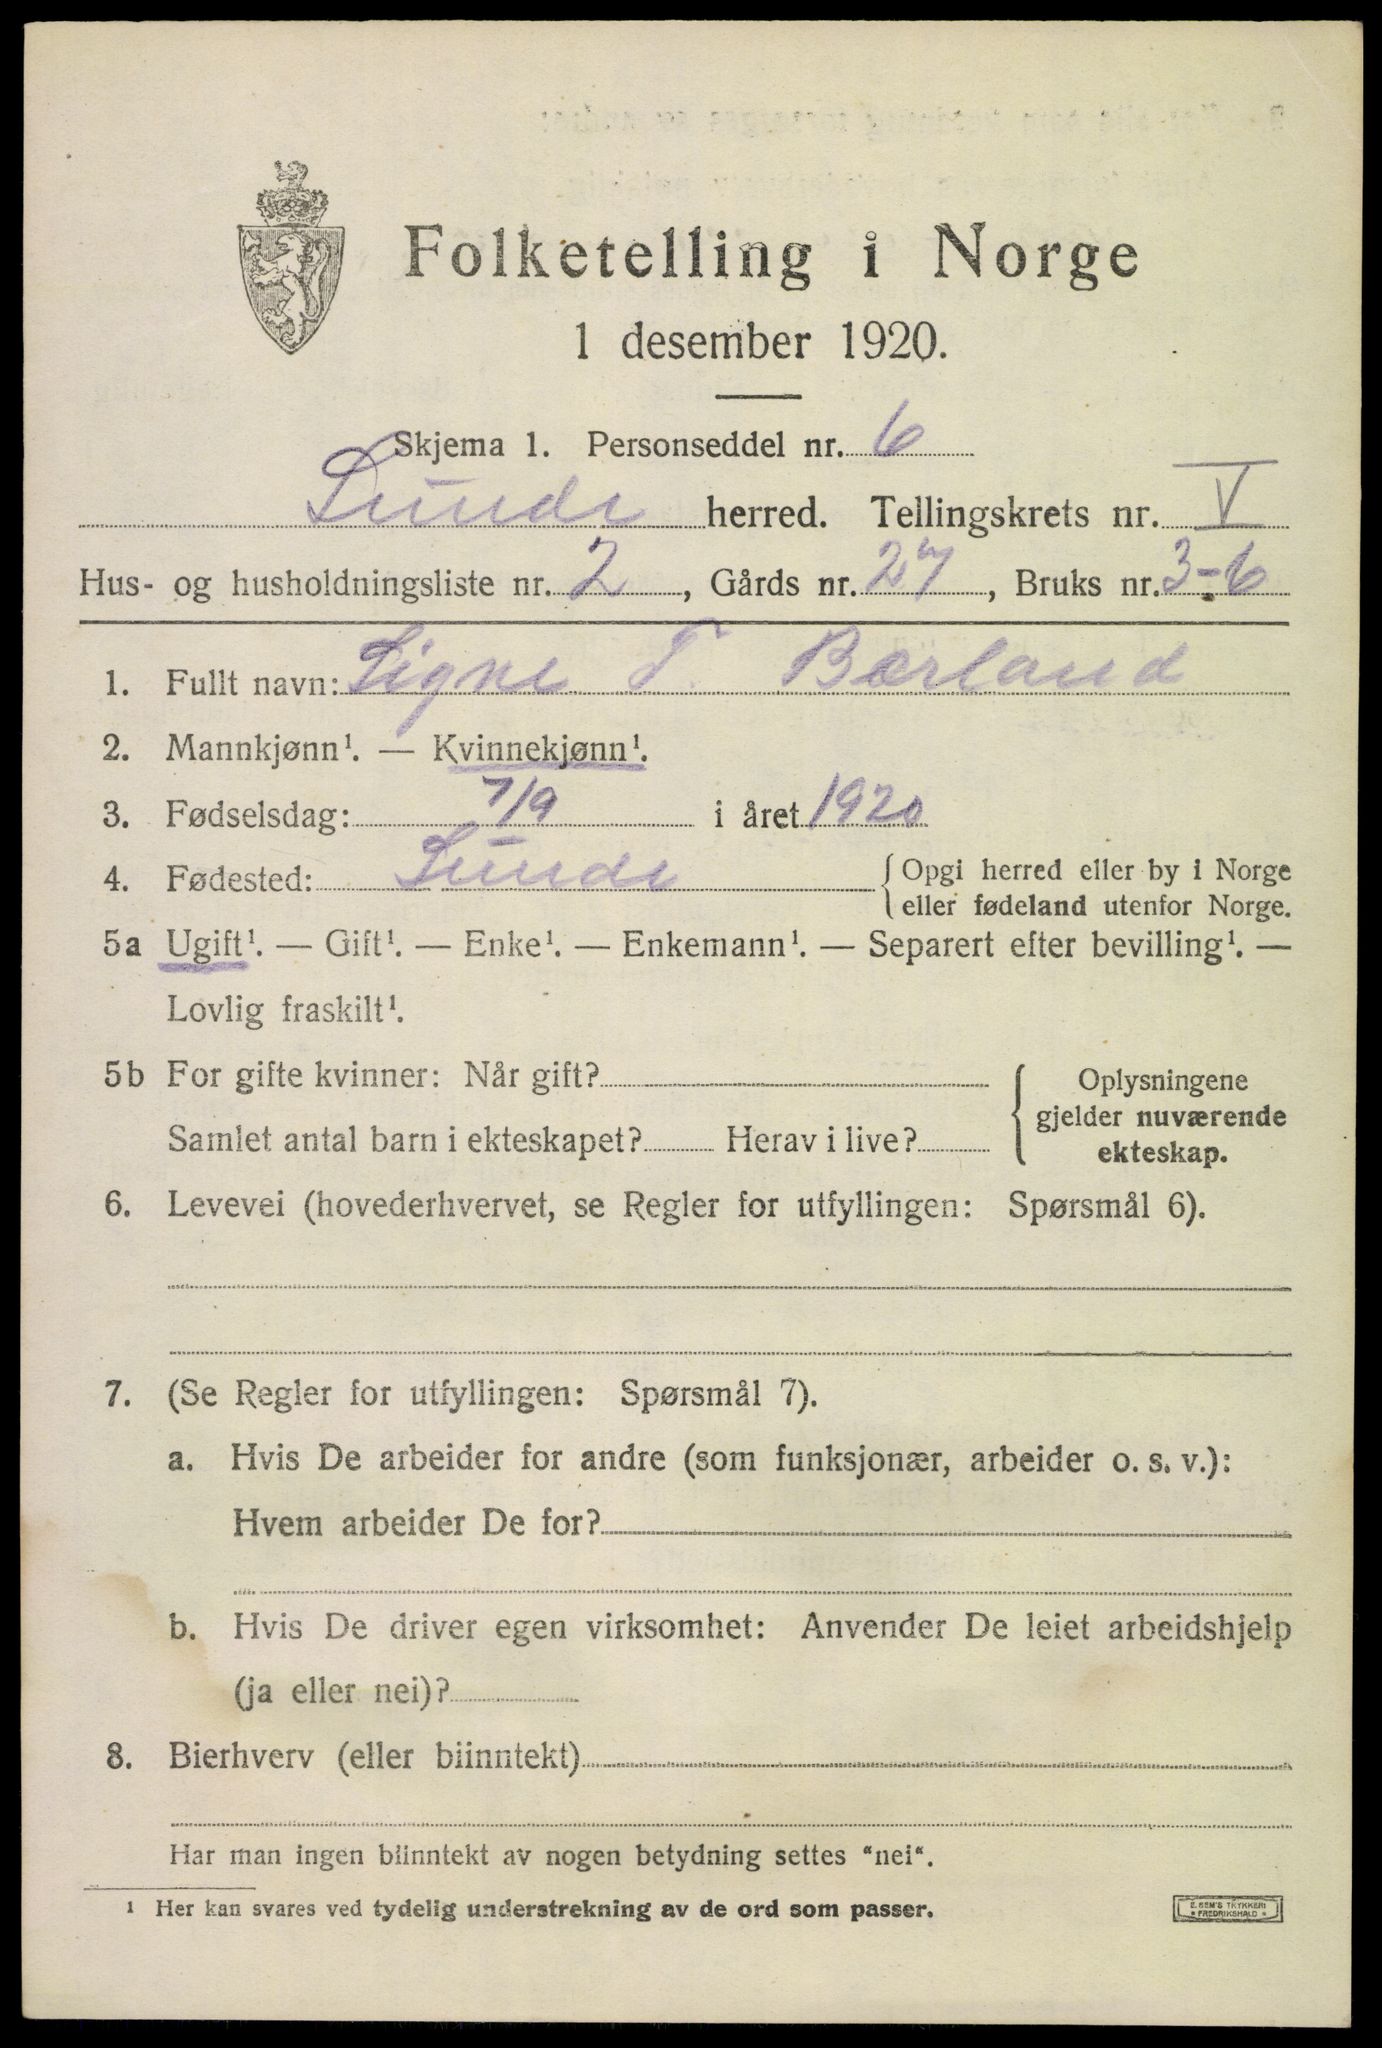 Folketelling i Norge
1 desember 1920.
Skjema 1. Personseddel nr. 6
Lunde herred. Tellingskrets nr. V
Hus- og husholdningsliste nr. 2, Gårds nr. 27, Bruks nr. 3-6
1. Fullt navn: Signe T. Bærland
2. Mannkjønn¹. — Kvinnekjønn¹.
3. Fødselsdag: 7/9 i året 1920
4. Fødested: Lunde { Opgi herred eller by i Norge
eller fødeland utenfor Norge.
5a Ugift¹. — Gift¹. — Enke¹. — Enkemann¹. — Separert efter bevilling¹. —
Lovlig fraskilt¹.
5b For gifte kvinner: Når gift?
Samlet antal barn i ekteskapet? Herav i live?
{ Oplysningene
gjelder nuværende
ekteskap.
6. Levevei (hovederhvervet, se Regler for utfyllingen: Spørsmål 6).
7. (Se Regler for utfyllingen: Spørsmål 7).
a. Hvis De arbeider for andre (som funksjonær, arbeider o. s. v.):
Hvem arbeider De for?
b. Hvis De driver egen virksomhet: Anvender De leiet arbeidshjelp
(ja eller nei)?
8. Bierhverv (eller biinntekt)
Har man ingen biinntekt av nogen betydning settes "nei".
¹ Her kan svares ved tydelig understrekning av de ord som passer.
E. SEM'S TRYKKERI
* FREDRIKSHALD *